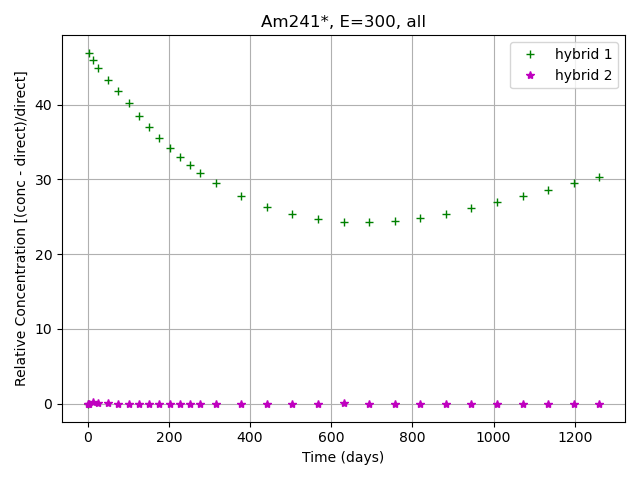 Am241*, E=300, all
hybrid 1
hybrid 2
Relative Concentration [(conc - direct)/direct]
40
30
20
10
0
0 200 400 600 800 1000 1200
Time (days)